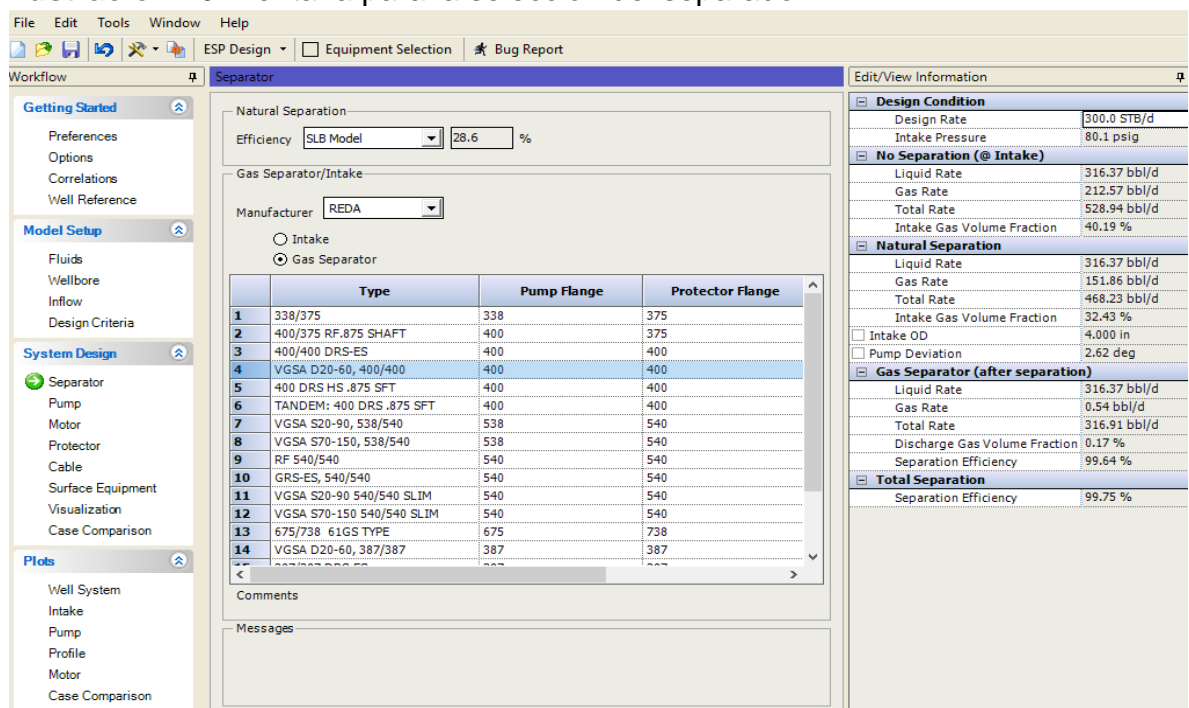 File Edit Tools Window Help
ESP Design Equipment Selection Bug Report
Workflow
Getting Started
Preferences
Options
Correlations
Well Reference
Model Setup
Fluids
Wellbore
Inflow
Design Criteria
System Design
Separator
Pump
Motor
Protector
Cable
Surface Equipment
Visualization
Case Comparison
Plots
Well System
Intake
Pump
Profile
Motor
Case Comparison
Separator
Natural Separation
Efficiency SLB Model 28.6 %
Gas Separator/Intake
Manufacturer REDA
Intake
Gas Separator
Type Pump Flange Protector Flange
1 338/375 338 375
2 400/375 RF.875 SHAFT 400 375
3 400/400 DRS-ES 400 400
4 VGSA D20-60, 400/400 400 400
5 400 DRS HS .875 SFT 400 400
6 TANDEM: 400 DRS .875 SFT 400 400
7 VGSA S20-90, 538/540 538 540
8 VGSA S70-150, 538/540 538 540
9 RF 540/540 540 540
10 GRS-ES, 540/540 540 540
11 VGSA S20-90 540/540 SLIM 540 540
12 VGSA S70-150 540/540 SLIM 540 540
13 675/738 61GS TYPE 675 738
14 VGSA D20-60, 387/387 387 387
Comments
Messages
Edit/View Information
Design Condition
Design Rate 300.0 STB/d
Intake Pressure 80.1 psig
No Separation (@ Intake)
Liquid Rate 316.37 bbl/d
Gas Rate 212.57 bbl/d
Total Rate 528.94 bbl/d
Intake Gas Volume Fraction 40.19 %
Natural Separation
Liquid Rate 316.37 bbl/d
Gas Rate 151.86 bbl/d
Total Rate 468.23 bbl/d
Intake Gas Volume Fraction 32.43 %
Intake OD 4.000 in
Pump Deviation 2.62 deg
Gas Separator (after separation)
Liquid Rate 316.37 bbl/d
Gas Rate 0.54 bbl/d
Total Rate 316.91 bbl/d
Discharge Gas Volume Fraction 0.17 %
Separation Efficiency 99.64 %
Total Separation
Separation Efficiency 99.75 %